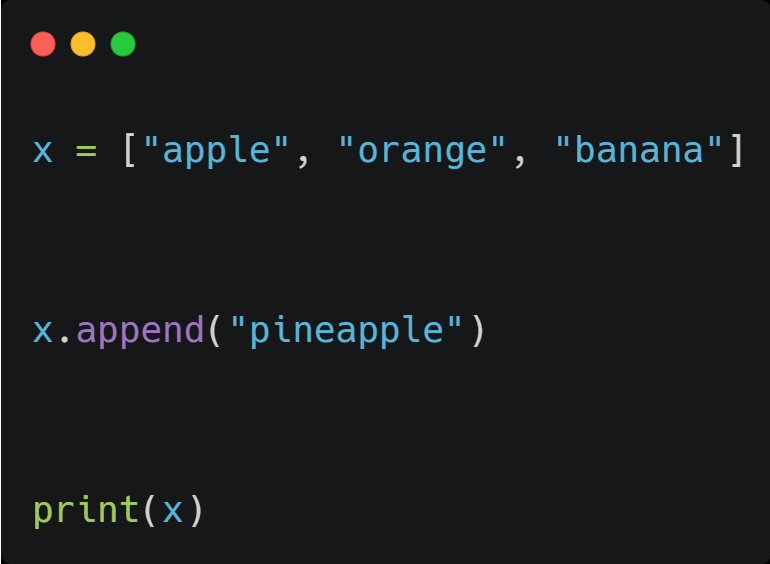 x = ["apple", "orange", "banana"]
x.append("pineapple")
print(x)